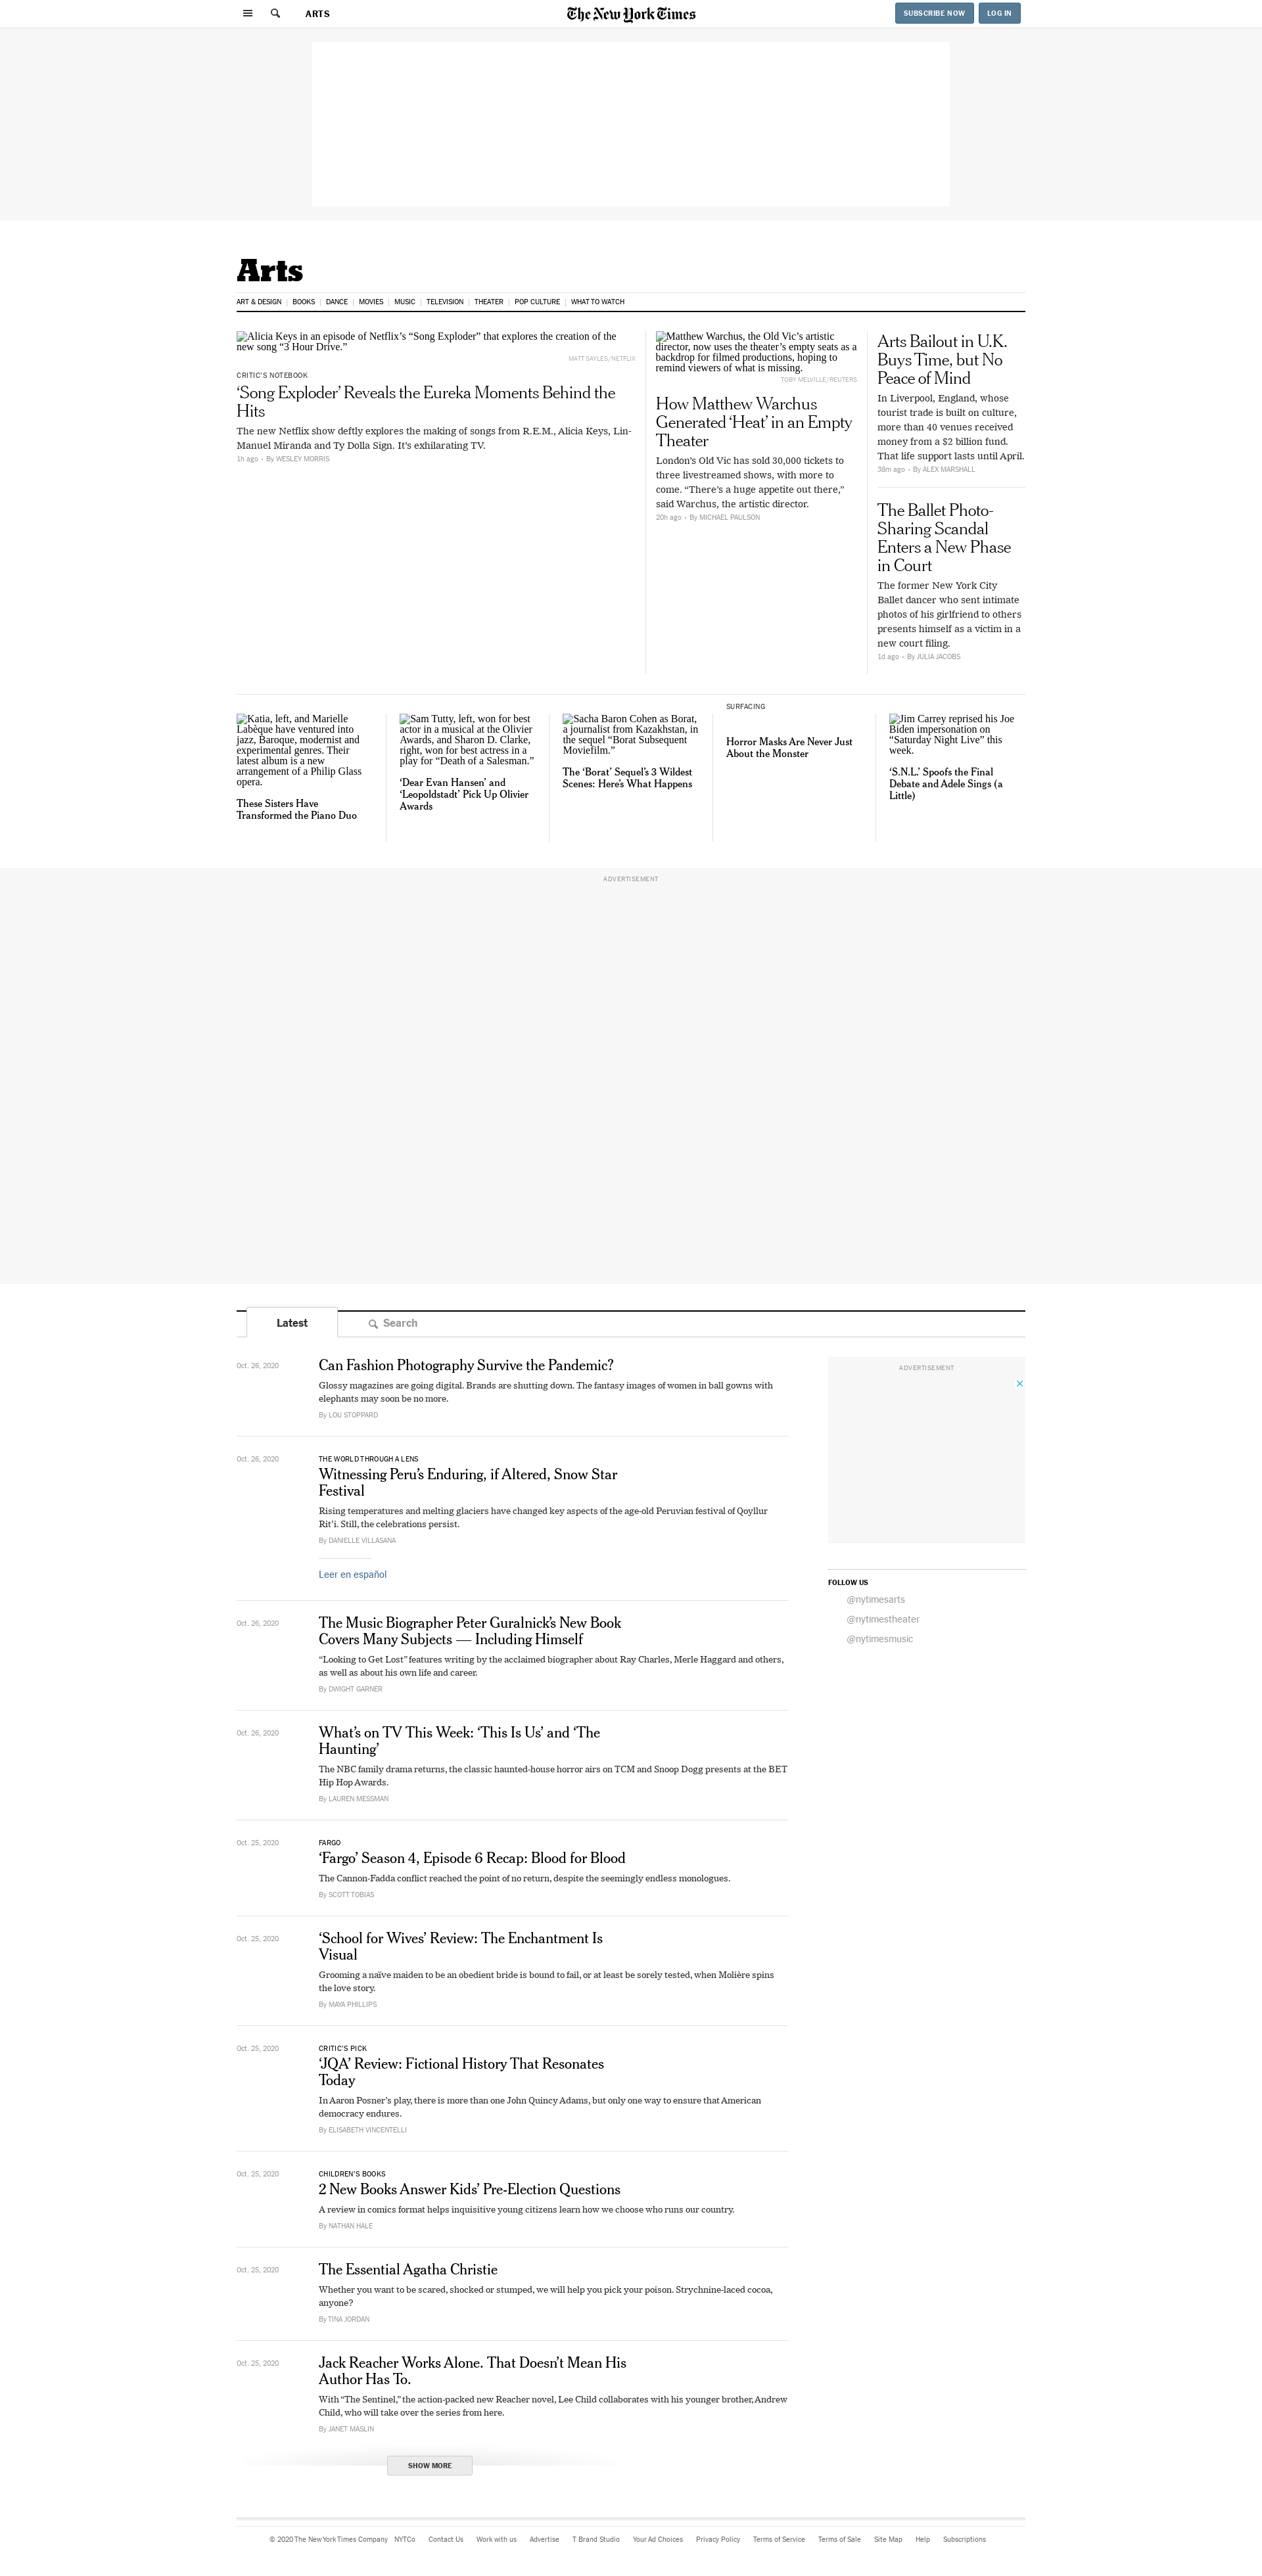 ARTS
The New York Times
SUBSCRIBE NOW
LOG IN
Arts
ART & DESIGN
BOOKS
DANCE
MOVIES
MUSIC
TELEVISION
THEATER
POP CULTURE
WHAT TO WATCH
Alicia Keys in an episode of Netflix’s “Song Exploder” that explores the creation of the
new song “3 Hour Drive.”
MATT SAYLES/NETFLIX
CRITIC’S NOTEBOOK
‘Song Exploder’ Reveals the Eureka Moments Behind the
Hits
The new Netflix show deftly explores the making of songs from R.E.M., Alicia Keys, Lin-
Manuel Miranda and Ty Dolla Sign. It’s exhilarating TV.
1h ago • By WESLEY MORRIS
Matthew Warchus, the Old Vic’s artistic
director, now uses the theater’s empty seats as a
backdrop for filmed productions, hoping to
remind viewers of what is missing.
TOBY MELVILLE/REUTERS
How Matthew Warchus
Generated ‘Heat’ in an Empty
Theater
London’s Old Vic has sold 30,000 tickets to
three livestreamed shows, with more to
come. “There’s a huge appetite out there,”
said Warchus, the artistic director.
20h ago • By MICHAEL PAULSON
Arts Bailout in U.K.
Buys Time, but No
Peace of Mind
In Liverpool, England, whose
tourist trade is built on culture,
more than 40 venues received
money from a $2 billion fund.
That life support lasts until April.
38m ago • By ALEX MARSHALL
The Ballet Photo-
Sharing Scandal
Enters a New Phase
in Court
The former New York City
Ballet dancer who sent intimate
photos of his girlfriend to others
presents himself as a victim in a
new court filing.
1d ago • By JULIA JACOBS
Katia, left, and Marielle
Labèque have ventured into
jazz, Baroque, modernist and
experimental genres. Their
latest album is a new
arrangement of a Philip Glass
opera.
These Sisters Have
Transformed the Piano Duo
Sam Tutty, left, won for best
actor in a musical at the Olivier
Awards, and Sharon D. Clarke,
right, won for best actress in a
play for “Death of a Salesman.”
‘Dear Evan Hansen’ and
‘Leopoldstadt’ Pick Up Olivier
Awards
Sacha Baron Cohen as Borat,
a journalist from Kazakhstan, in
the sequel “Borat Subsequent
Moviefilm.”
The ‘Borat’ Sequel’s 3 Wildest
Scenes: Here’s What Happens
SURFACING
Horror Masks Are Never Just
About the Monster
Jim Carrey reprised his Joe
Biden impersonation on
“Saturday Night Live” this
week.
‘S.N.L.’ Spoofs the Final
Debate and Adele Sings (a
Little)
ADVERTISEMENT
Latest
Search
Oct. 26, 2020
Can Fashion Photography Survive the Pandemic?
Glossy magazines are going digital. Brands are shutting down. The fantasy images of women in ball gowns with
elephants may soon be no more.
By LOU STOPPARD
Oct. 26, 2020
THE WORLD THROUGH A LENS
Witnessing Peru’s Enduring, if Altered, Snow Star
Festival
Rising temperatures and melting glaciers have changed key aspects of the age-old Peruvian festival of Qoyllur
Rit’i. Still, the celebrations persist.
By DANIELLE VILLASANA
Leer en español
Oct. 26, 2020
The Music Biographer Peter Guralnick’s New Book
Covers Many Subjects — Including Himself
“Looking to Get Lost” features writing by the acclaimed biographer about Ray Charles, Merle Haggard and others,
as well as about his own life and career.
By DWIGHT GARNER
Oct. 26, 2020
What’s on TV This Week: ‘This Is Us’ and ‘The
Haunting’
The NBC family drama returns, the classic haunted-house horror airs on TCM and Snoop Dogg presents at the BET
Hip Hop Awards.
By LAUREN MESSMAN
Oct. 25, 2020
FARGO
‘Fargo’ Season 4, Episode 6 Recap: Blood for Blood
The Cannon-Fadda conflict reached the point of no return, despite the seemingly endless monologues.
By SCOTT TOBIAS
Oct. 25, 2020
‘School for Wives’ Review: The Enchantment Is
Visual
Grooming a naïve maiden to be an obedient bride is bound to fail, or at least be sorely tested, when Molière spins
the love story.
By MAYA PHILLIPS
Oct. 25, 2020
CRITIC’S PICK
‘JQA’ Review: Fictional History That Resonates
Today
In Aaron Posner’s play, there is more than one John Quincy Adams, but only one way to ensure that American
democracy endures.
By ELISABETH VINCENTELLI
Oct. 25, 2020
CHILDREN’S BOOKS
2 New Books Answer Kids’ Pre-Election Questions
A review in comics format helps inquisitive young citizens learn how we choose who runs our country.
By NATHAN HALE
Oct. 25, 2020
The Essential Agatha Christie
Whether you want to be scared, shocked or stumped, we will help you pick your poison. Strychnine-laced cocoa,
anyone?
By TINA JORDAN
Oct. 25, 2020
Jack Reacher Works Alone. That Doesn’t Mean His
Author Has To.
With “The Sentinel,” the action-packed new Reacher novel, Lee Child collaborates with his younger brother, Andrew
Child, who will take over the series from here.
By JANET MASLIN
SHOW MORE
ADVERTISEMENT
FOLLOW US
@nytimesarts
@nytimestheater
@nytimesmusic
© 2020 The New York Times Company
NYTCo
Contact Us
Work with us
Advertise
T Brand Studio
Your Ad Choices
Privacy Policy
Terms of Service
Terms of Sale
Site Map
Help
Subscriptions